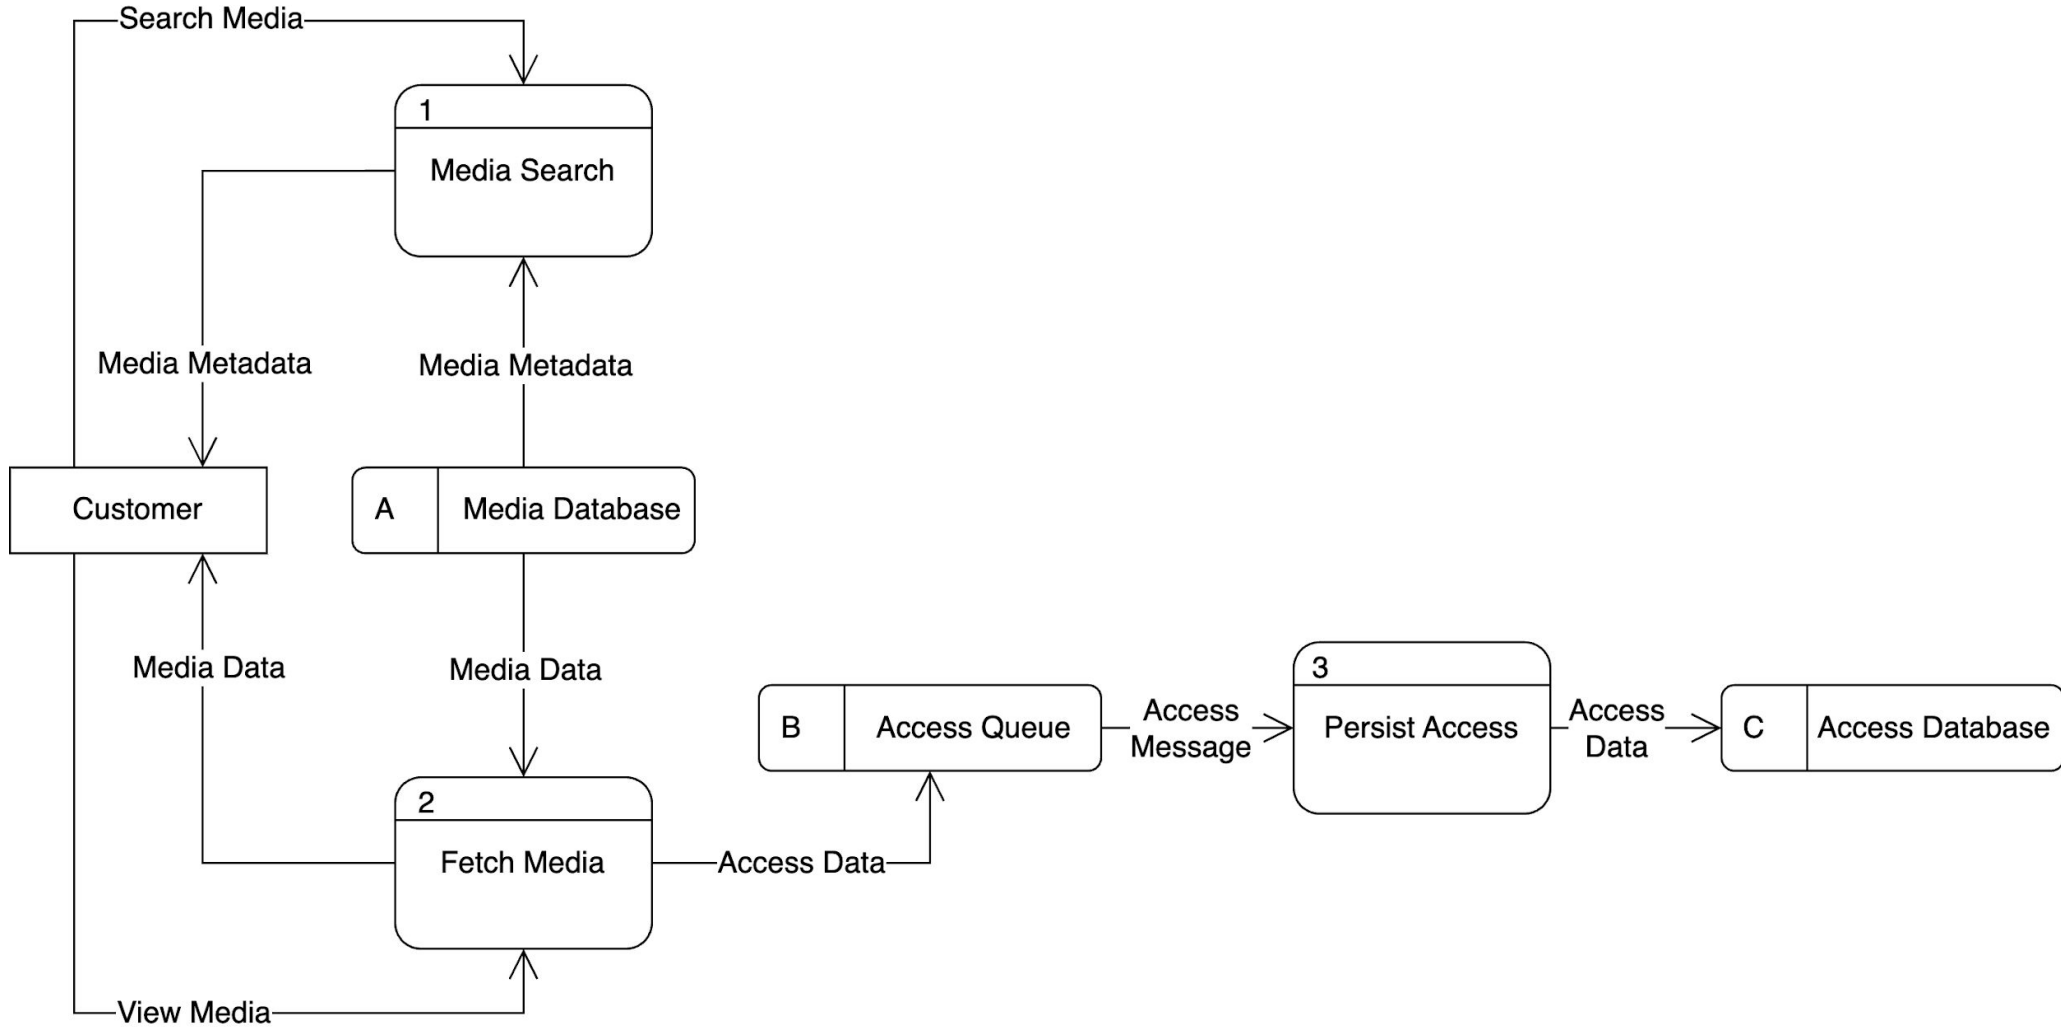 Search Media
1
Media Search
Media Metadata
Media Metadata
Customer
A
Media Database
Media Data
Media Data
3
Access
Message
Access
Data
B
Access Queue
Persist Access
C
Access Database
2
Fetch Media
Access Data
View Media